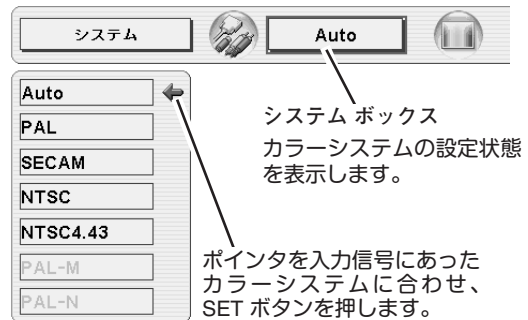 システム
Auto
Auto
PAL
SECAM
NTSC
NTSC4.43
PAL-M
PAL-N
システム ボックス
カラーシステムの設定状態
を表示します。
ポインタを入力信号にあった
カラーシステムに合わせ、
SET ボタンを押します。